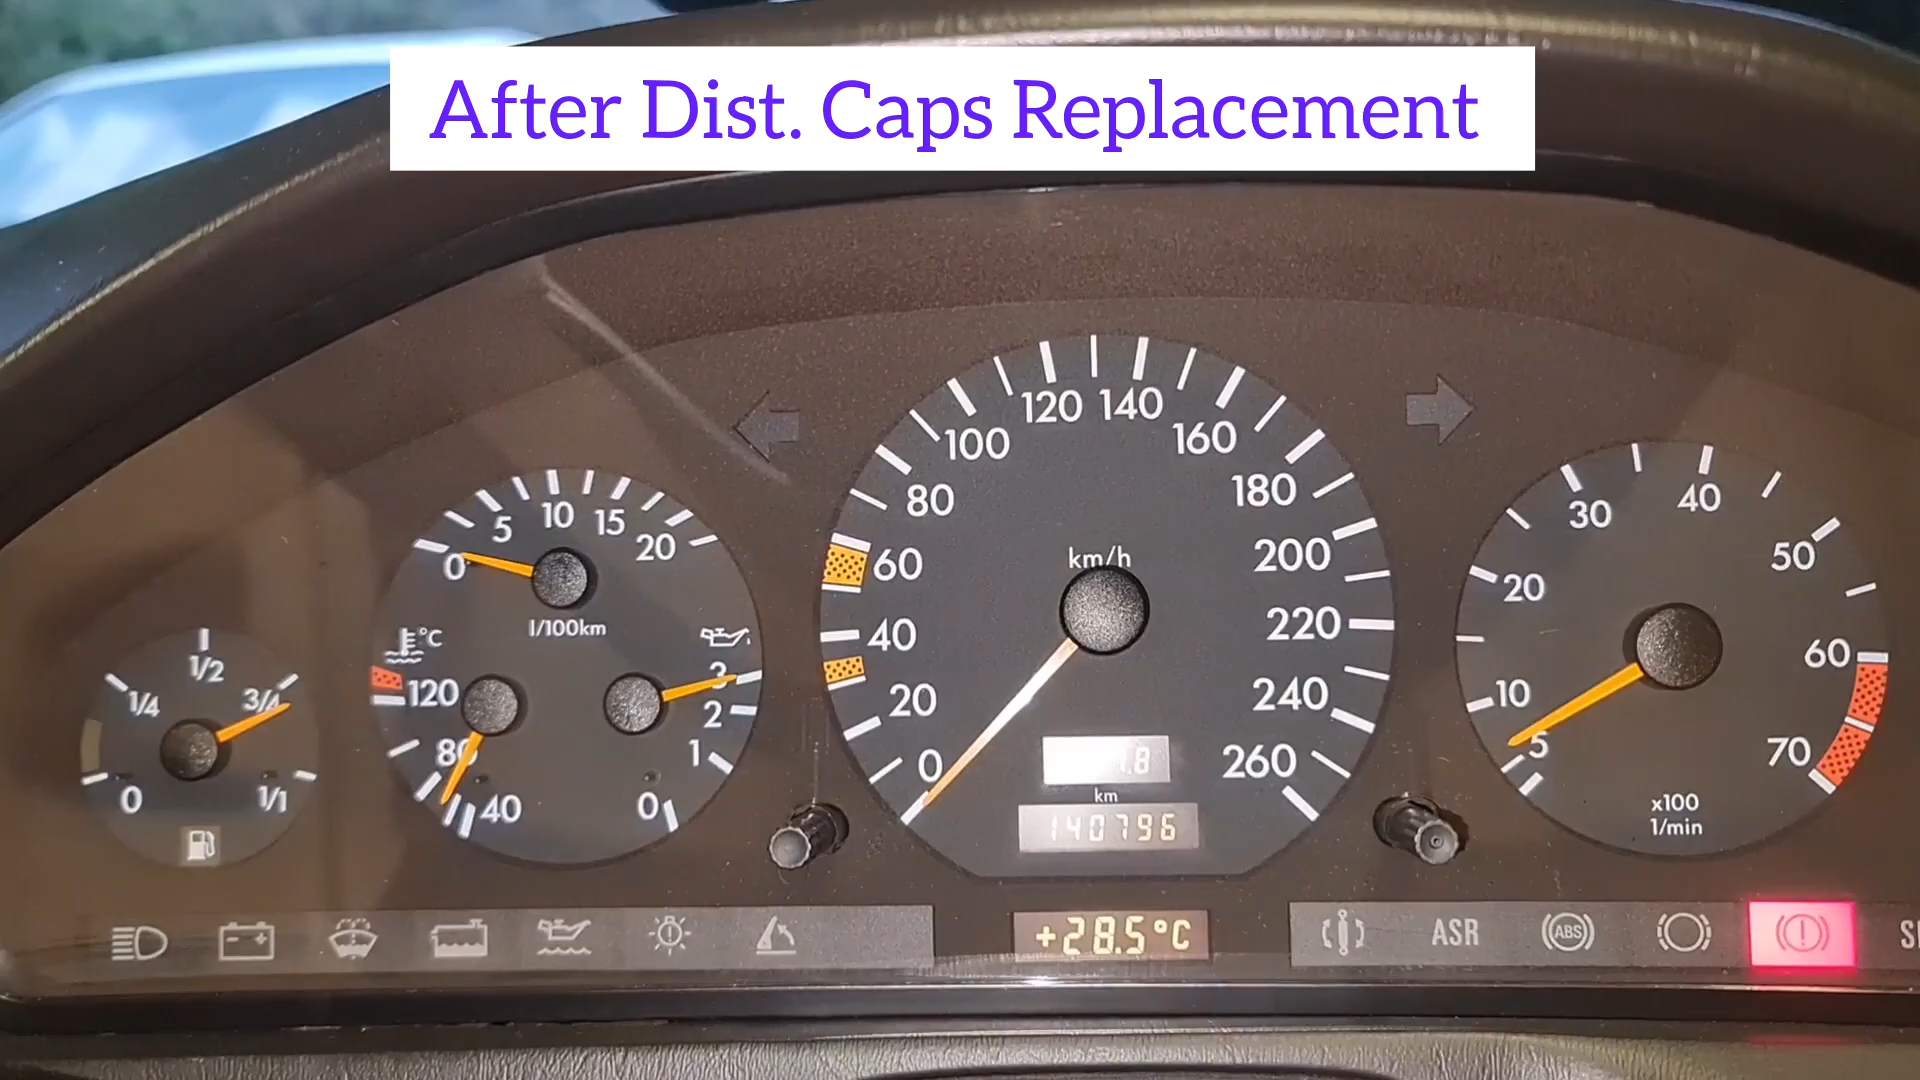 After Dist. Caps Replacement
0 1/4 1/2 3/4 1/1
0 5 10 15 20
l/100km
°C
120 80 40
3 2 1 0
km/h
0 20 40 60 80 100 120 140 160 180 200 220 240 260
km
140796
5 10 20 30 40 50 60 70
x100
1/min
+28.5°C
ASR
ABS